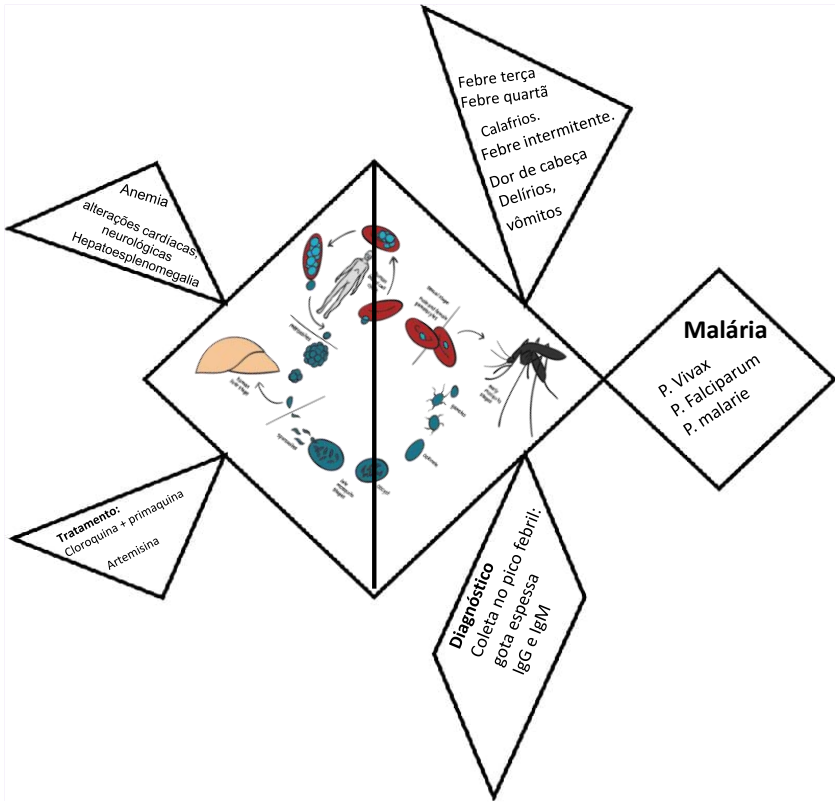 Febre terça
Febre quartã
Calafrios.
Febre intermitente.
Dor de cabeça
Delírios,
vômitos
Anemia
alterações cardíacas,
neurológicas
Hepatoesplenomegalia
Malária
P. Vivax
P. Falciparum
P. malarie
Tratamento:
Cloroquina + primaquina
Artemisina
Diagnóstico
Coleta no pico febril:
gota espessa
IgG e IgM